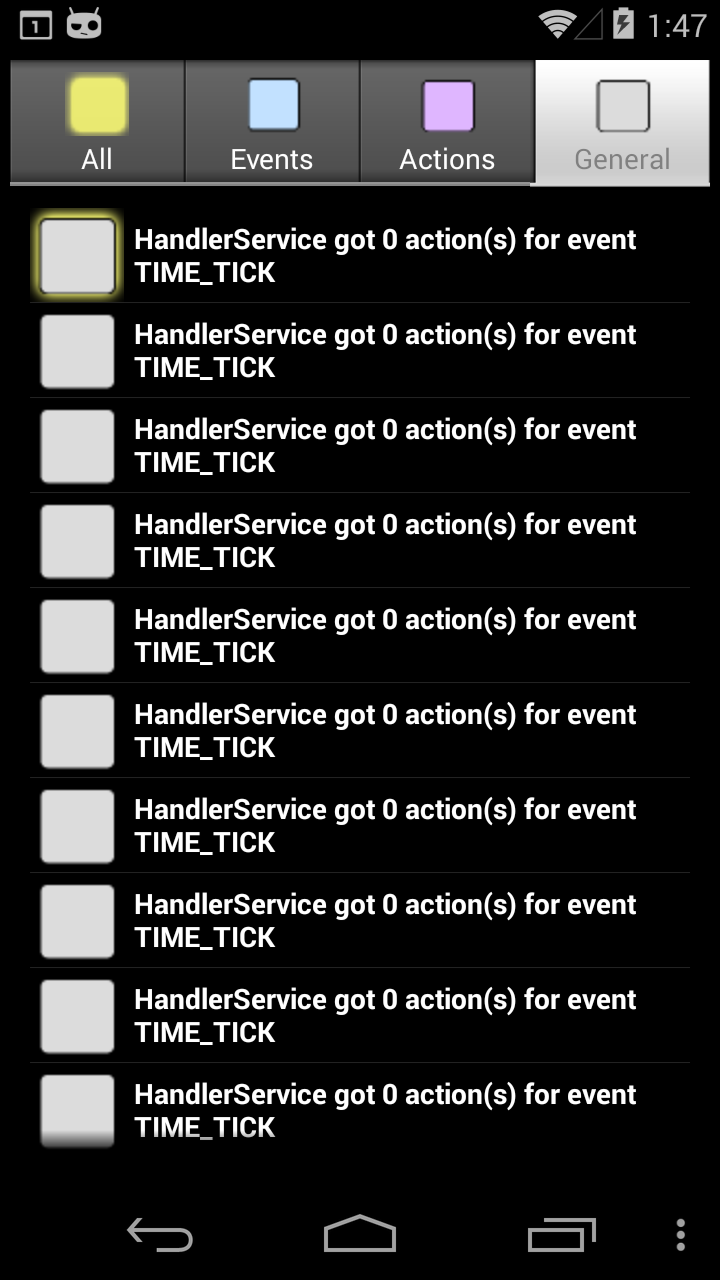 1
1:47
All
Events
Actions
General
HandlerService got 0 action(s) for event
TIME_TICK
HandlerService got 0 action(s) for event
TIME_TICK
HandlerService got 0 action(s) for event
TIME_TICK
HandlerService got 0 action(s) for event
TIME_TICK
HandlerService got 0 action(s) for event
TIME_TICK
HandlerService got 0 action(s) for event
TIME_TICK
HandlerService got 0 action(s) for event
TIME_TICK
HandlerService got 0 action(s) for event
TIME_TICK
HandlerService got 0 action(s) for event
TIME_TICK
HandlerService got 0 action(s) for event
TIME_TICK